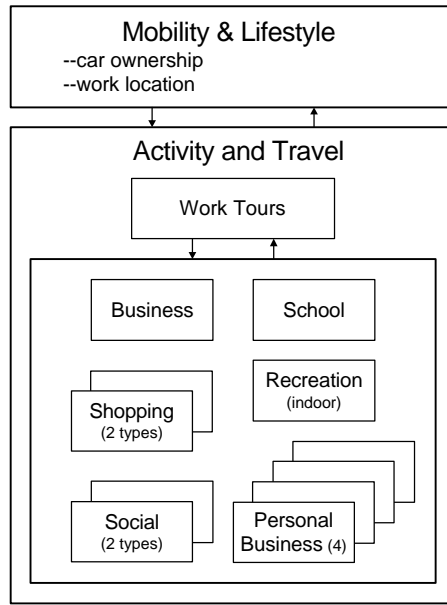 Mobility & Lifestyle
--car ownership
--work location
Activity and Travel
Work Tours
Business
School
Shopping
(2 types)
Recreation
(indoor)
Social
(2 types)
Personal
Business (4)